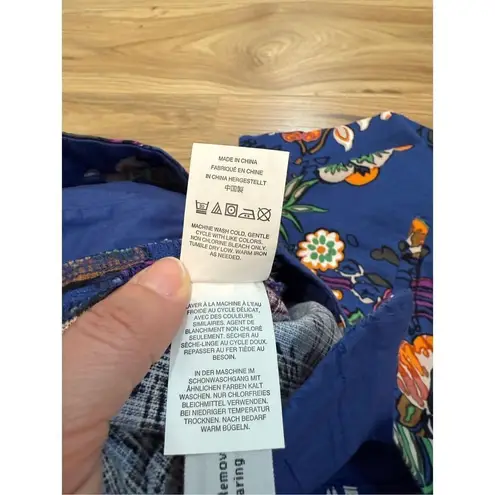 MADE IN CHINA
FABRIQUÉ EN CHINE
IN CHINA HERGESTELLT
中国製
MACHINE WASH COLD, GENTLE
CYCLE WITH LIKE COLORS.
NON CHLORINE BLEACH ONLY.
TUMBLE DRY LOW. WARM IRON
AS NEEDED.
LAVER À LA MACHINE À L'EAU
FROIDE AU CYCLE DÉLICAT,
AVEC DES COULEURS
SIMILAIRES. AGENT DE
BLANCHIMENT NON CHLORÉ
SEULEMENT. SÈCHER AU
SÈCHE-LINGE AU CYCLE DOUX.
REPASSER AU FER TIÈDE AU
BESOIN.
IN DER MASCHINE IM
SCHONWASCHGANG MIT
ÄHNLICHEN FARBEN KALT
WASCHEN. NUR CHLORFREIES
BLEICHMITTEL VERWENDEN.
BEI NIEDRIGER TEMPERATUR
TROCKNEN. NACH BEDARF
WARM BÜGELN.